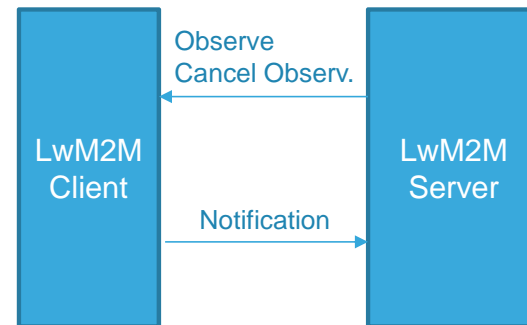 Observe
Cancel Observ.
LwM2M
Client
LwM2M
Server
Notification